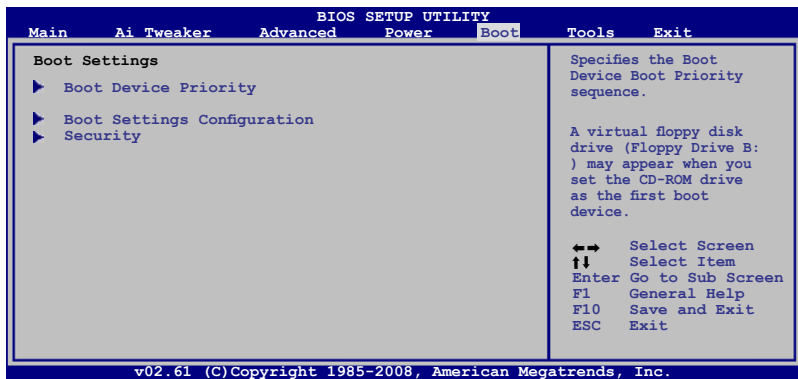 BIOS SETUP UTILITY
Main Ai Tweaker Advanced Power Boot Tools Exit
Boot Settings
Boot Device Priority
Boot Settings Configuration
Security
Specifies the Boot
Device Boot Priority
sequence.
A virtual floppy disk
drive (Floppy Drive B:
) may appear when you
set the CD-ROM drive
as the first boot
device.
←→ Select Screen
↑↓ Select Item
Enter Go to Sub Screen
F1 General Help
F10 Save and Exit
ESC Exit
v02.61 (C)Copyright 1985-2008, American Megatrends, Inc.